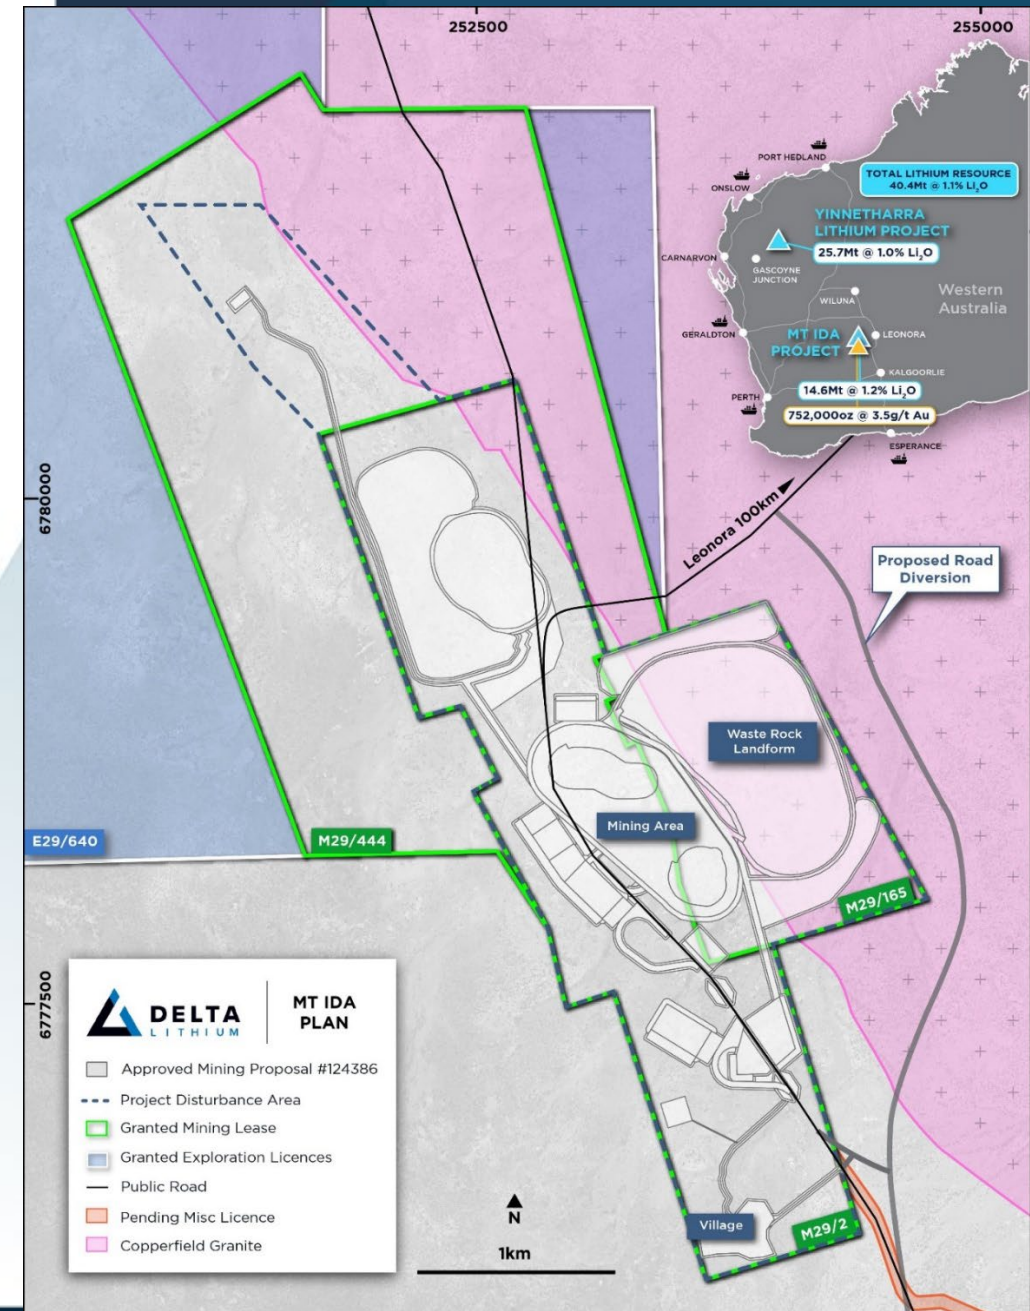 252500
255000
PORT HEDLAND
ONSLOW
TOTAL LITHIUM RESOURCE
40.4Mt @ 1.1% Li₂O
YINNETHARRA
LITHIUM PROJECT
25.7Mt @ 1.0% Li₂O
CARNARVON
GASCOYNE
JUNCTION
WILUNA
Western
Australia
GERALDTON
MT IDA
PROJECT
LEONORA
KALGOORLIE
14.6Mt @ 1.2% Li₂O
PERTH
752,000oz @ 3.5g/t Au
ESPERANCE
6780000
Leonora 100km
Proposed Road
Diversion
Waste Rock
Landform
Mining Area
E29/640
M29/444
M29/165
6777500
DELTA
LITHIUM
MT IDA
PLAN
Approved Mining Proposal #124386
Project Disturbance Area
Granted Mining Lease
Granted Exploration Licences
Public Road
Pending Misc Licence
Copperfield Granite
N
1km
Village
M29/2